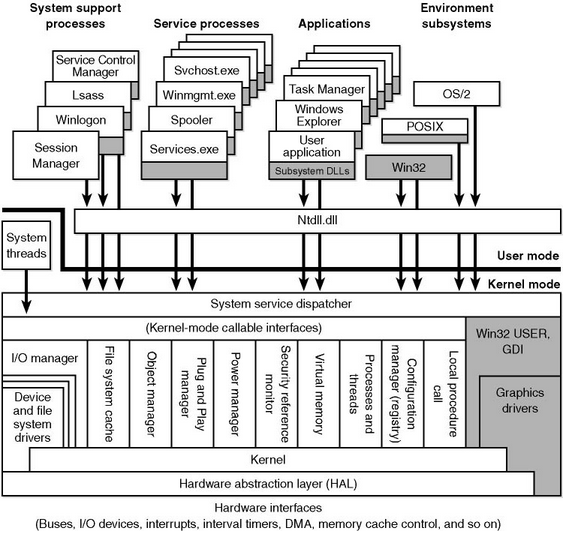 System support
processes
Service processes
Applications
Environment
subsystems
Service Control
Manager
Lsass
Winlogon
Session
Manager
Svchost.exe
Winmgmt.exe
Spooler
Services.exe
Task Manager
Windows
Explorer
User
application
Subsystem DLLs
OS/2
POSIX
Win32
Ntdll.dll
System
threads
User mode
Kernel mode
System service dispatcher
(Kernel-mode callable interfaces)
Win32 USER,
GDI
I/O manager
Device and file
system drivers
File system cache
Object manager
Plug and Play
manager
Power manager
Security reference
monitor
Virtual memory
Processes and
threads
Configuration
manager (registry)
Local procedure
call
Graphics
drivers
Kernel
Hardware abstraction layer (HAL)
Hardware interfaces
(Buses, I/O devices, interrupts, interval timers, DMA, memory cache control, and so on)